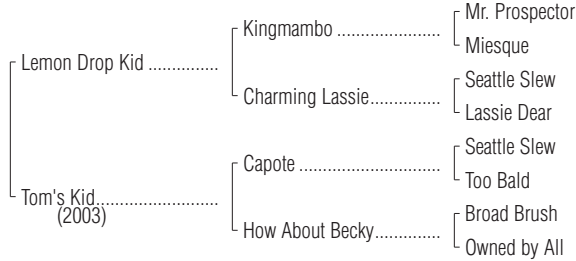 Mr. Prospector
Kingmambo ....................
Miesque
Lemon Drop Kid ..............
Seattle Slew
Charming Lassie..............
Lassie Dear
Seattle Slew
Capote ............................
Too Bald
Tom's Kid........................
(2003)
Broad Brush
How About Becky.............
Owned by All